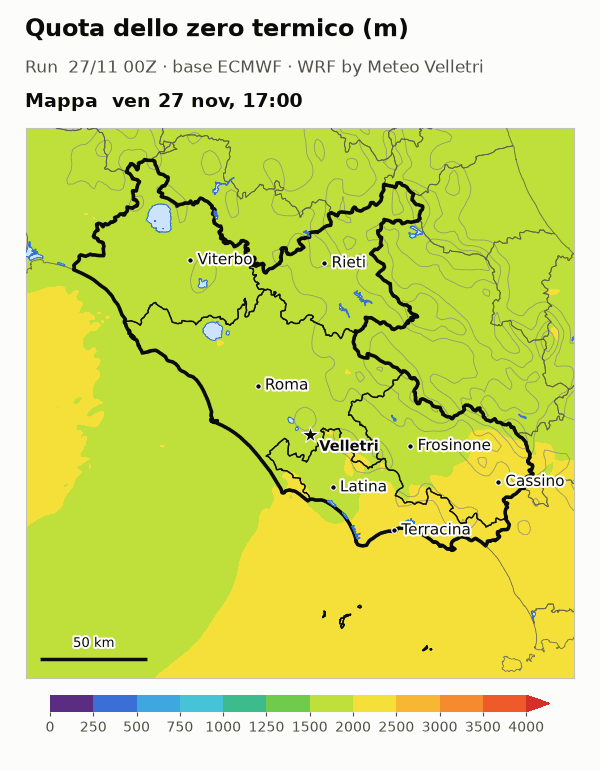 Quota dello zero termico (m)
Run  27/11 00Z · base ECMWF · WRF by Meteo Velletri
Mappa  ven 27 nov, 17:00
Viterbo
Rieti
Roma
Velletri
Frosinone
Latina
Cassino
Terracina
50 km
0 250 500 750 1000 1250 1500 2000 2500 3000 3500 4000